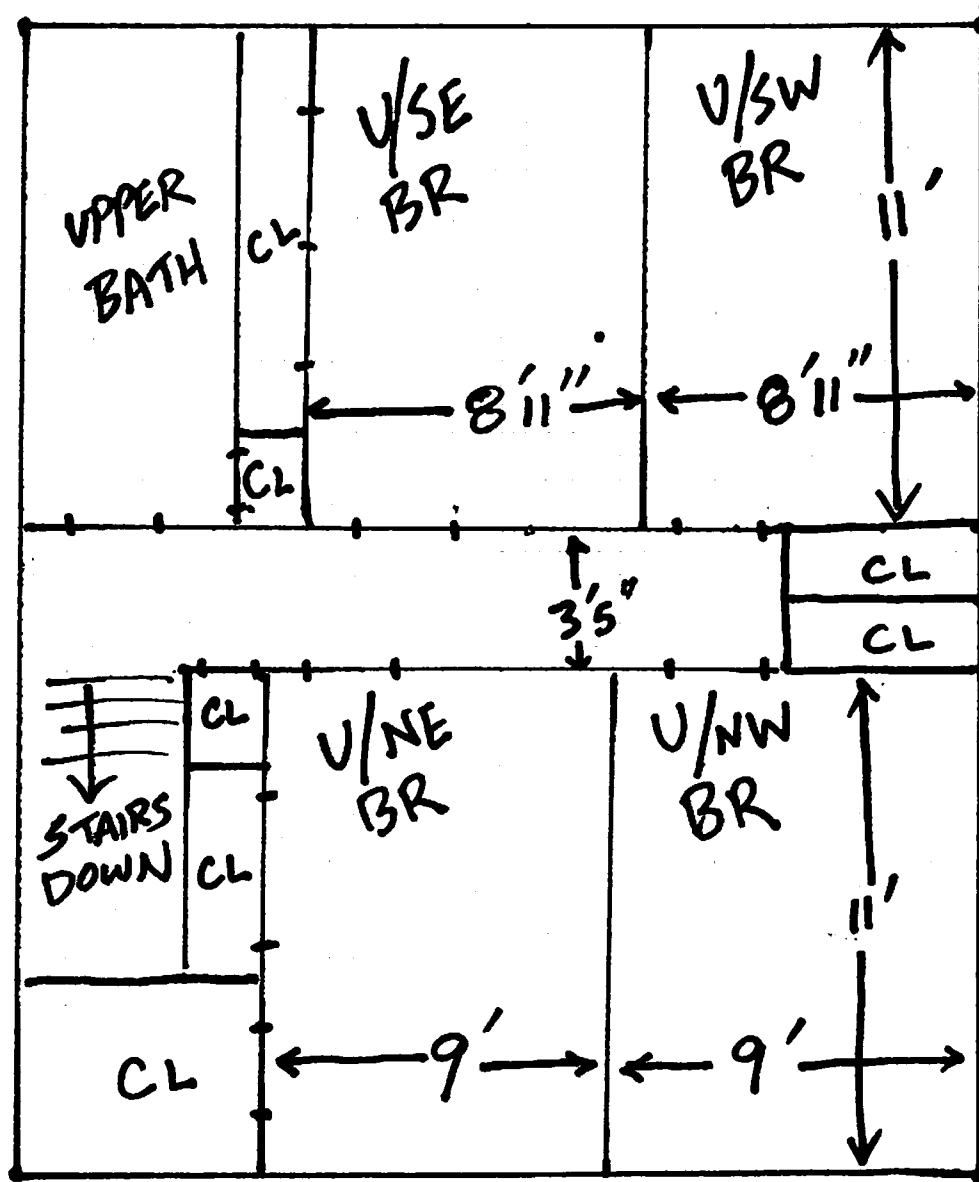 U/SE
BR
U/SW
BR
UPPER
BATH
CL
11'
8'11"
8'11"
CL
3'5"
CL
CL
CL
U/NE
BR
U/NW
BR
STAIRS
DOWN
CL
11'
9'
9'
CL